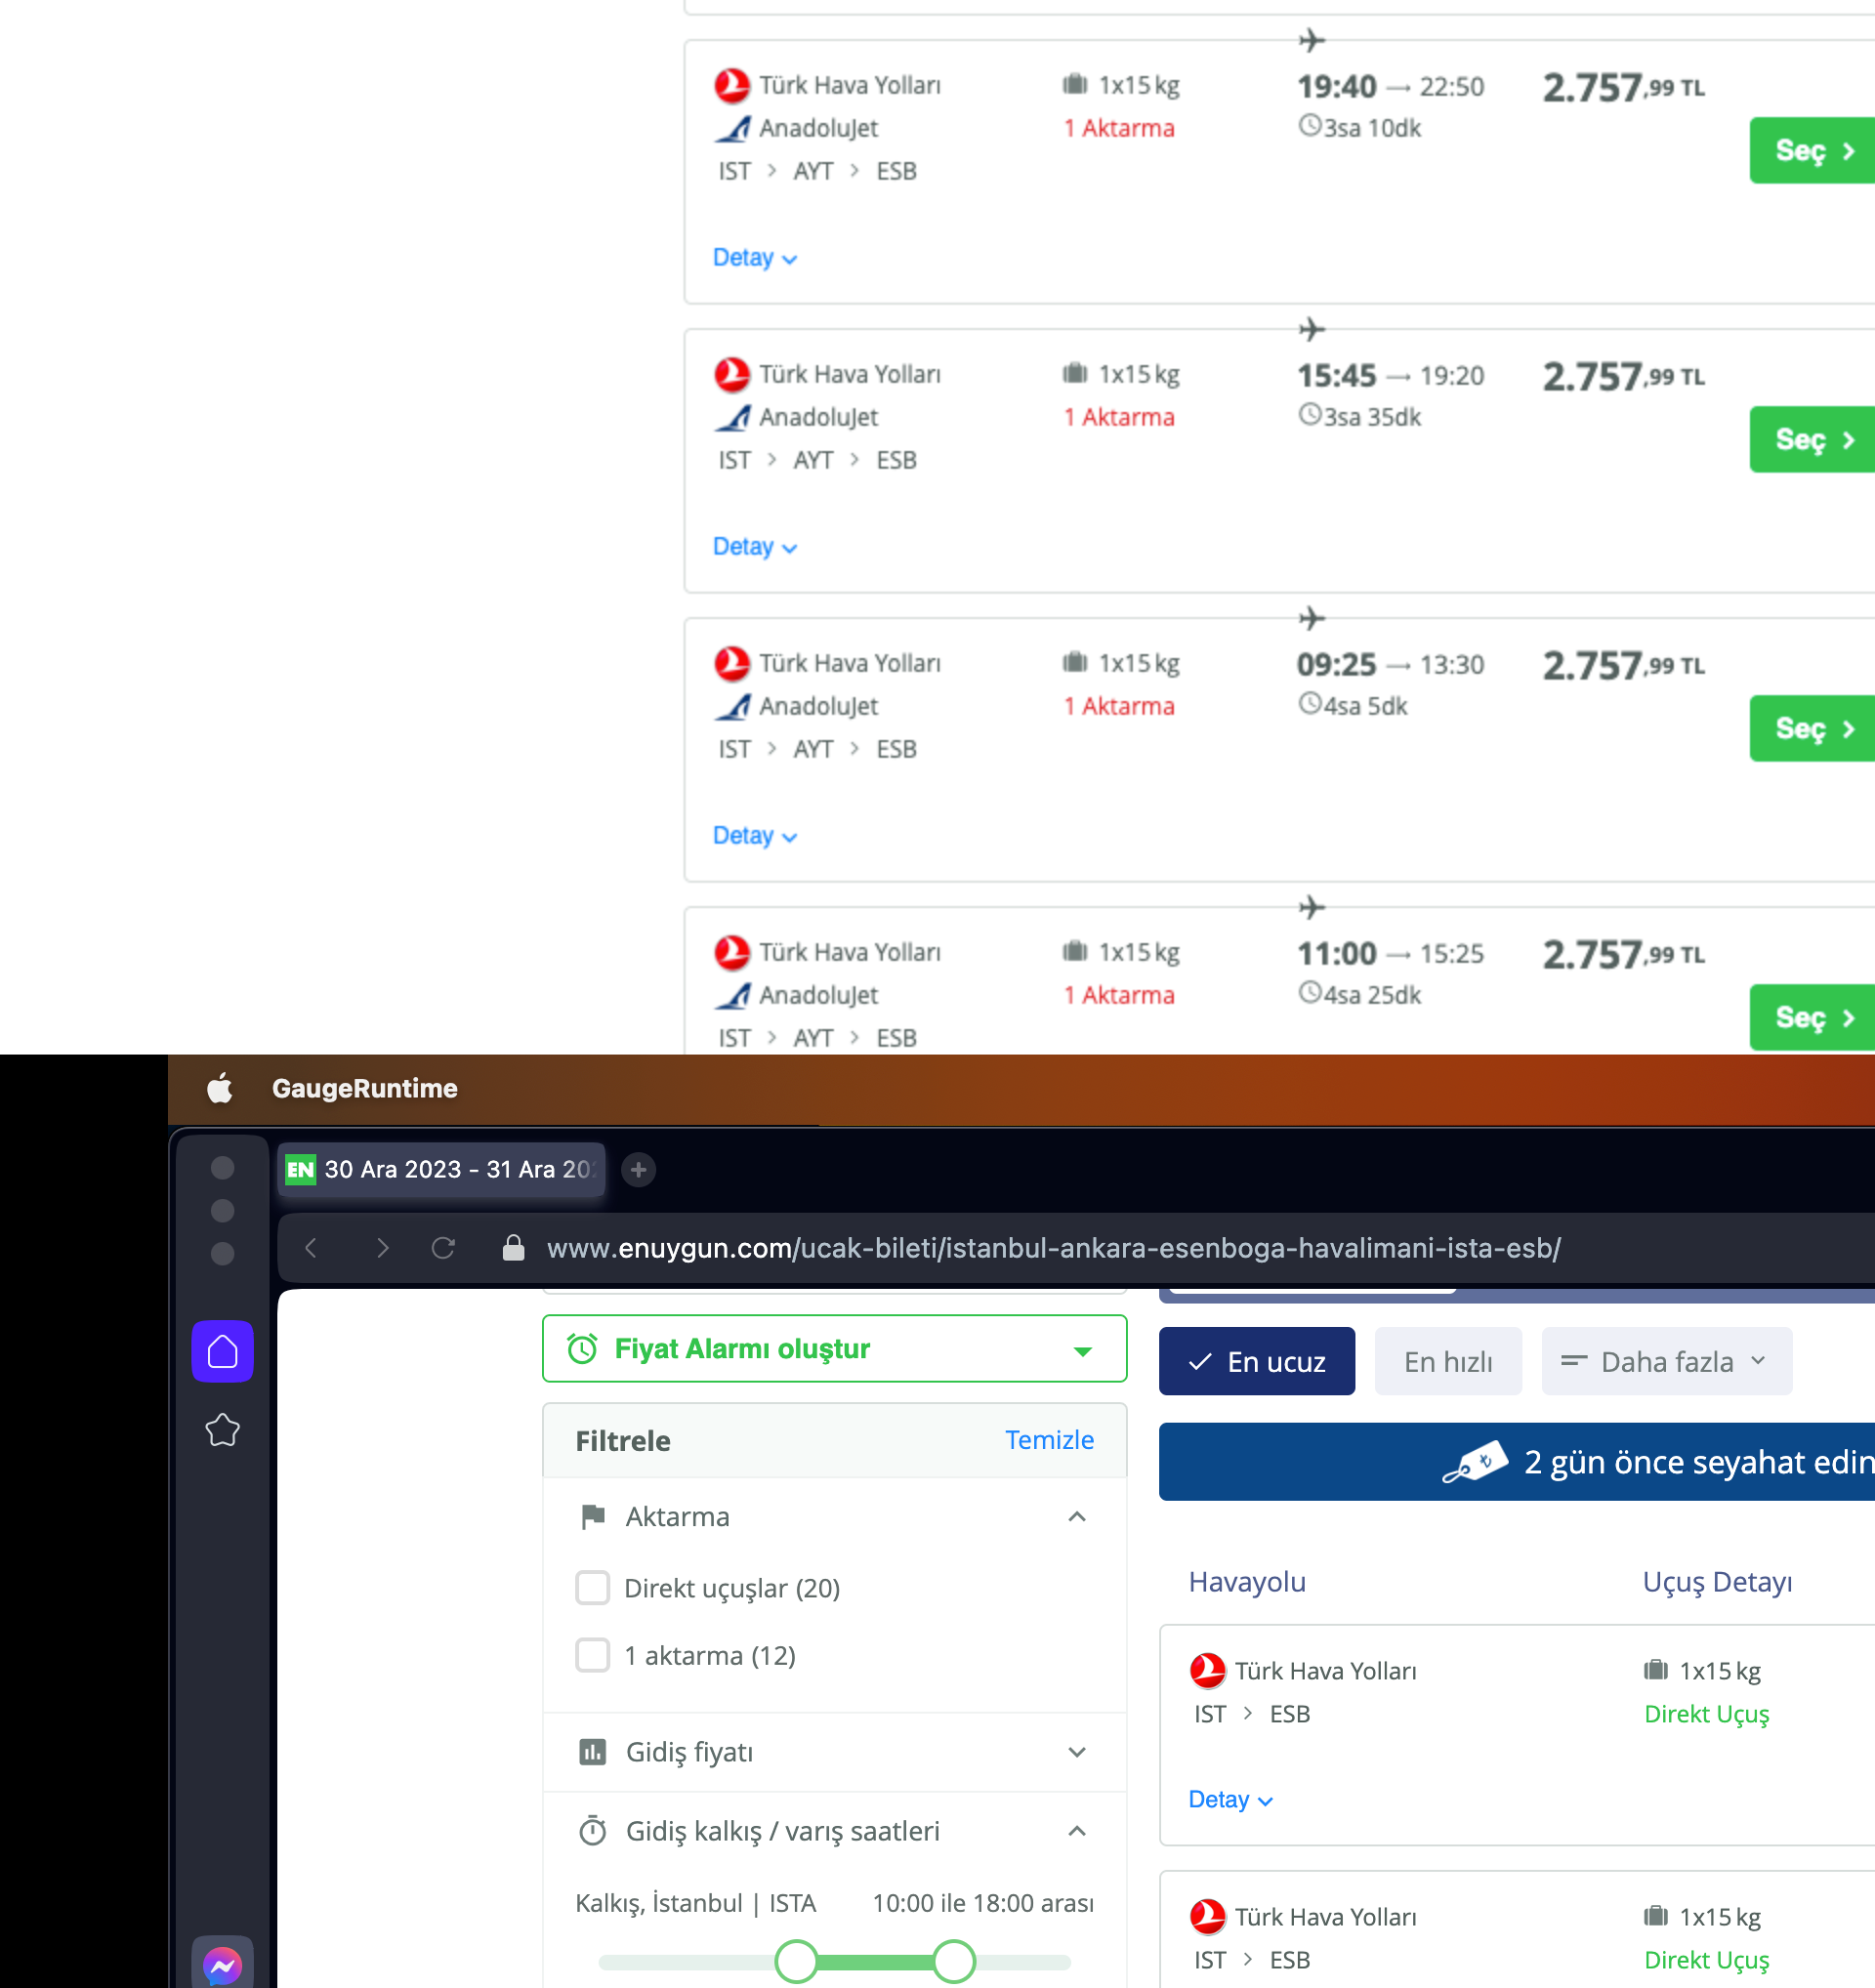 Türk Hava Yolları 1x15 kg 19:40 → 22:50 2.757,99 TL
AnadoluJet 1 Aktarma 3sa 10dk
Seç
IST > AYT > ESB
Detay
Türk Hava Yolları 1x15 kg 15:45 → 19:20 2.757,99 TL
AnadoluJet 1 Aktarma 3sa 35dk
Seç
IST > AYT > ESB
Detay
Türk Hava Yolları 1x15 kg 09:25 → 13:30 2.757,99 TL
AnadoluJet 1 Aktarma 4sa 5dk
Seç
IST > AYT > ESB
Detay
Türk Hava Yolları 1x15 kg 11:00 → 15:25 2.757,99 TL
AnadoluJet 1 Aktarma 4sa 25dk
Seç
IST > AYT > ESB
GaugeRuntime
EN 30 Ara 2023 - 31 Ara 20
www.enuygun.com/ucak-bileti/istanbul-ankara-esenboga-havalimani-ista-esb/
Fiyat Alarmı oluştur
En ucuz En hızlı Daha fazla
Filtrele Temizle
2 gün önce seyahat edin
Aktarma
Direkt uçuşlar (20)
1 aktarma (12)
Gidiş fiyatı
Gidiş kalkış / varış saatleri
Kalkış, İstanbul | ISTA 10:00 ile 18:00 arası
Havayolu Uçuş Detayı
Türk Hava Yolları 1x15 kg
IST > ESB Direkt Uçuş
Detay
Türk Hava Yolları 1x15 kg
IST > ESB Direkt Uçuş